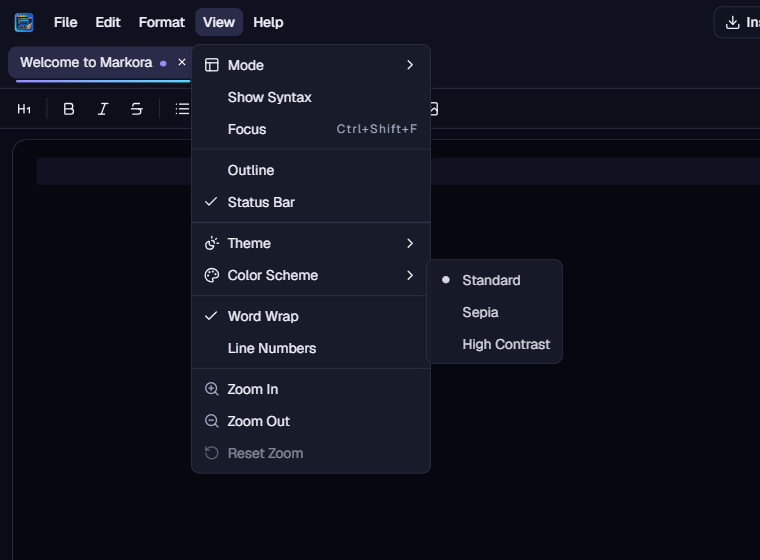 File Edit Format View Help
Welcome to Markora
H1 B I S
Mode
Show Syntax
Focus Ctrl+Shift+F
Outline
Status Bar
Theme
Color Scheme
Standard
Sepia
Word Wrap
High Contrast
Line Numbers
Zoom In
Zoom Out
Reset Zoom